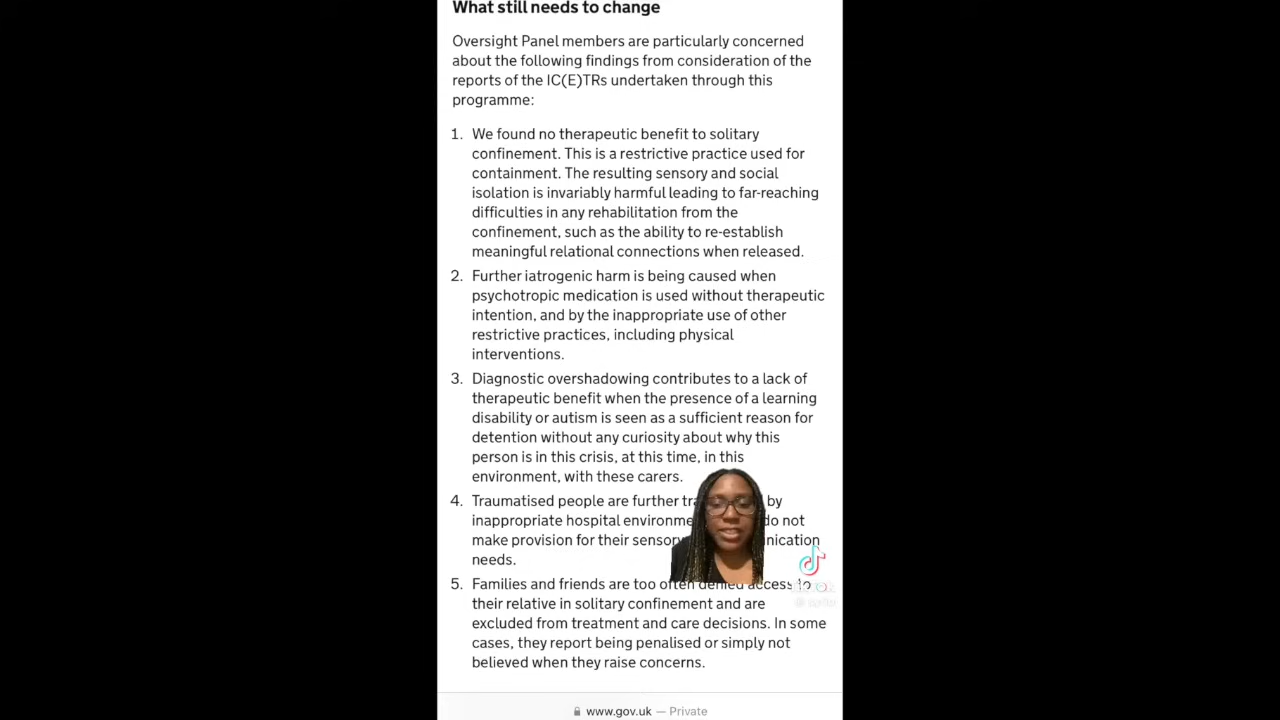 What still needs to change
Oversight Panel members are particularly concerned
about the following findings from consideration of the
reports of the IC(E)TRs undertaken through this
programme:
1. We found no therapeutic benefit to solitary
confinement. This is a restrictive practice used for
containment. The resulting sensory and social
isolation is invariably harmful leading to far-reaching
difficulties in any rehabilitation from the
confinement, such as the ability to re-establish
meaningful relational connections when released.
2. Further iatrogenic harm is being caused when
psychotropic medication is used without therapeutic
intention, and by the inappropriate use of other
restrictive practices, including physical
interventions.
3. Diagnostic overshadowing contributes to a lack of
therapeutic benefit when the presence of a learning
disability or autism is seen as a sufficient reason for
detention without any curiosity about why this
person is in this crisis, at this time, in this
environment, with these carers.
4. Traumatised people are further by
inappropriate hospital do not
make provision for their sensory
needs.
5. Families and friends are too often denied access to
their relative in solitary confinement and are
excluded from treatment and care decisions. In some
cases, they report being penalised or simply not
believed when they raise concerns.
www.gov.uk — Private